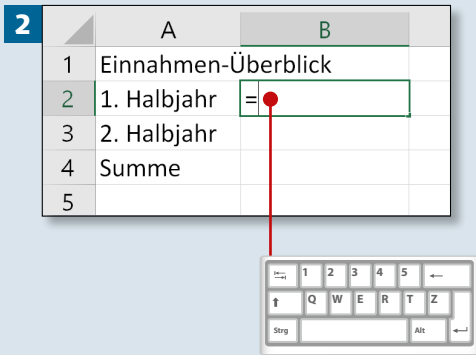 2
A B
1 Einnahmen-Überblick
2 1. Halbjahr =
3 2. Halbjahr
4 Summe
5
1 2 3 4 5
Q W E R T Z
Strg Alt